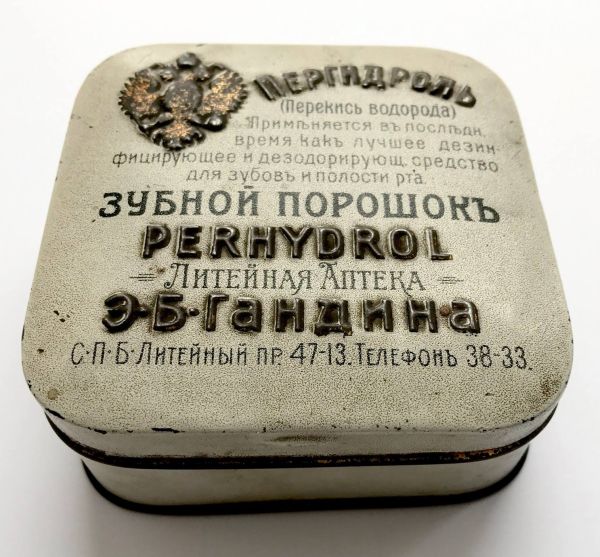 Пергидроль
(Перекись водорода)
Примѣняется въ послѣдн.
время какъ лучшее дезин-
фицирующее и дезодорирующ. средство
для зубовъ и полости рта.
ЗУБНОЙ ПОРОШОКЪ
PERHYDROL
Литейная Аптека
Э·Б·Гандина
С·П·Б·Литейный пр. 47-13. Телефонъ 38-33.